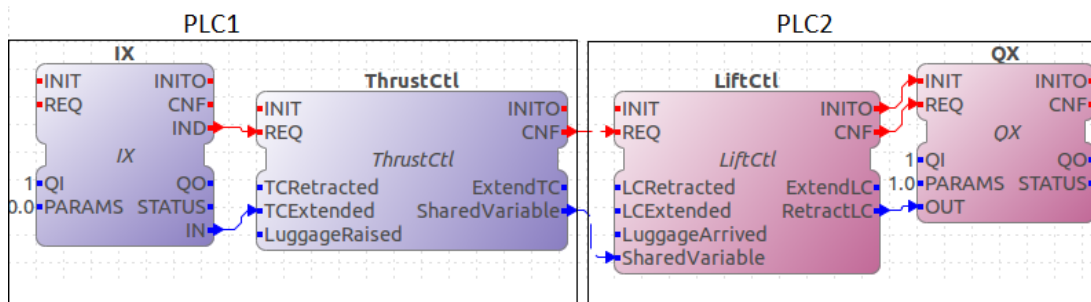 PLC1
PLC2
IX
INIT
INITO
REQ
CNF
IND
IX
1
QI
QO
0.0
PARAMS
STATUS
IN
ThrustCtl
INIT
INITO
REQ
CNF
ThrustCtl
TCRetracted
ExtendTC
TCExtended
SharedVariable
LuggageRaised
LiftCtl
INIT
INITO
REQ
CNF
LiftCtl
LCRetracted
ExtendLC
LCExtended
RetractLC
LuggageArrived
SharedVariable
QX
INIT
INITO
REQ
CNF
QX
1
QI
QO
1.0
PARAMS
STATUS
OUT